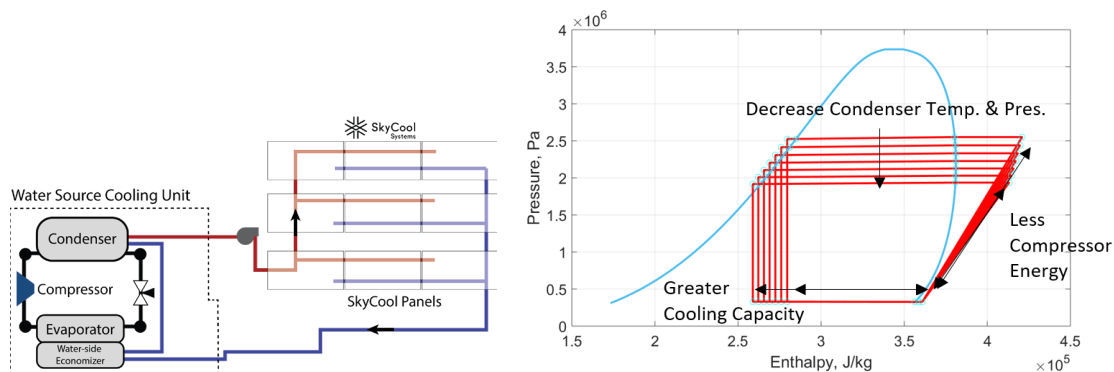 SkyCool
Systems
Water Source Cooling Unit
Condenser
Compressor
Evaporator
Water-side
Economizer
SkyCool Panels
×10⁶
4
3.5
3
2.5
2
1.5
1
0.5
0
Pressure, Pa
Decrease Condenser Temp. & Pres.
Less
Compressor
Energy
Greater
Cooling Capacity
1.5
2
2.5
3
3.5
4
4.5
Enthalpy, J/kg
×10⁵